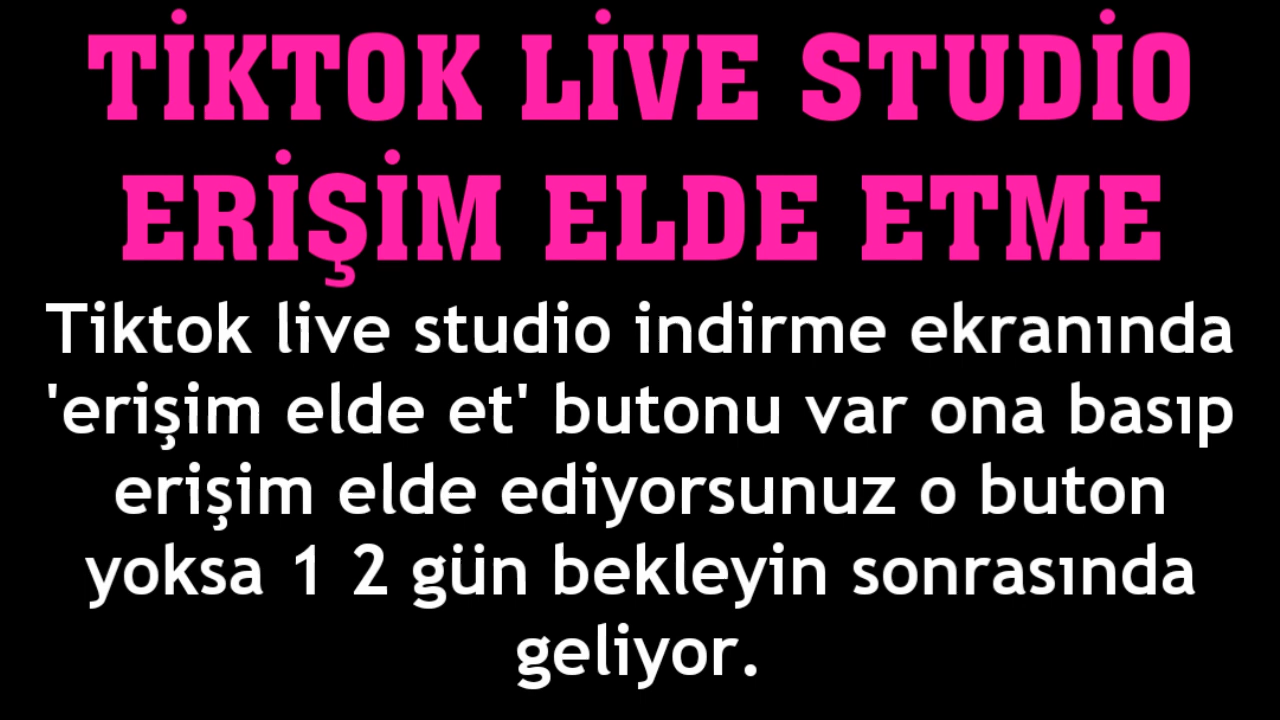 TİKTOK LİVE STUDİO
ERİŞİM ELDE ETME
Tiktok live studio indirme ekranında
'erişim elde et' butonu var ona basıp
erişim elde ediyorsunuz o buton
yoksa 1 2 gün bekleyin sonrasında
geliyor.